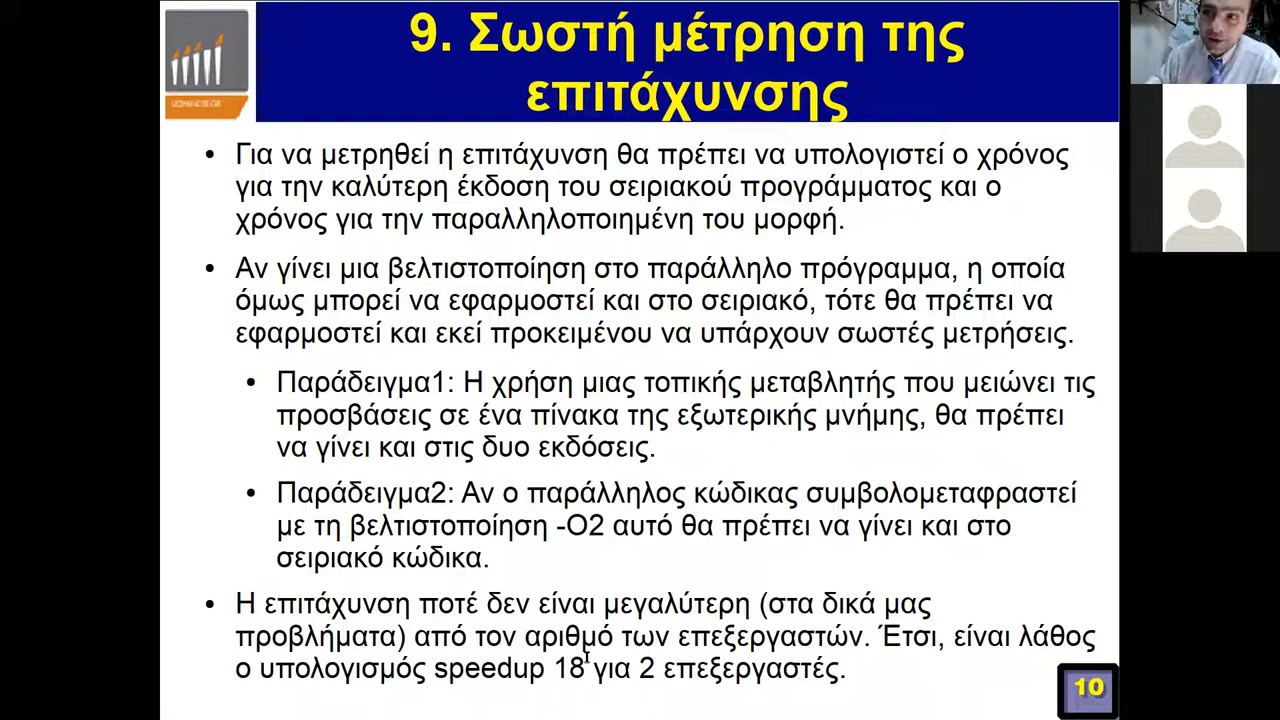 9. Σωστή μέτρηση της
επιτάχυνσης
• Για να μετρηθεί η επιτάχυνση θα πρέπει να υπολογιστεί ο χρόνος
για την καλύτερη έκδοση του σειριακού προγράμματος και ο
χρόνος για την παραλληλοποιημένη του μορφή.
• Αν γίνει μια βελτιστοποίηση στο παράλληλο πρόγραμμα, η οποία
όμως μπορεί να εφαρμοστεί και στο σειριακό, τότε θα πρέπει να
εφαρμοστεί και εκεί προκειμένου να υπάρχουν σωστές μετρήσεις.
• Παράδειγμα1: Η χρήση μιας τοπικής μεταβλητής που μειώνει τις
προσβάσεις σε ένα πίνακα της εξωτερικής μνήμης, θα πρέπει
να γίνει και στις δυο εκδόσεις.
• Παράδειγμα2: Αν ο παράλληλος κώδικας συμβολομεταφραστεί
με τη βελτιστοποίηση -Ο2 αυτό θα πρέπει να γίνει και στο
σειριακό κώδικα.
• Η επιτάχυνση ποτέ δεν είναι μεγαλύτερη (στα δικά μας
προβλήματα) από τον αριθμό των επεξεργαστών. Έτσι, είναι λάθος
ο υπολογισμός speedup 18 για 2 επεξεργαστές.
10